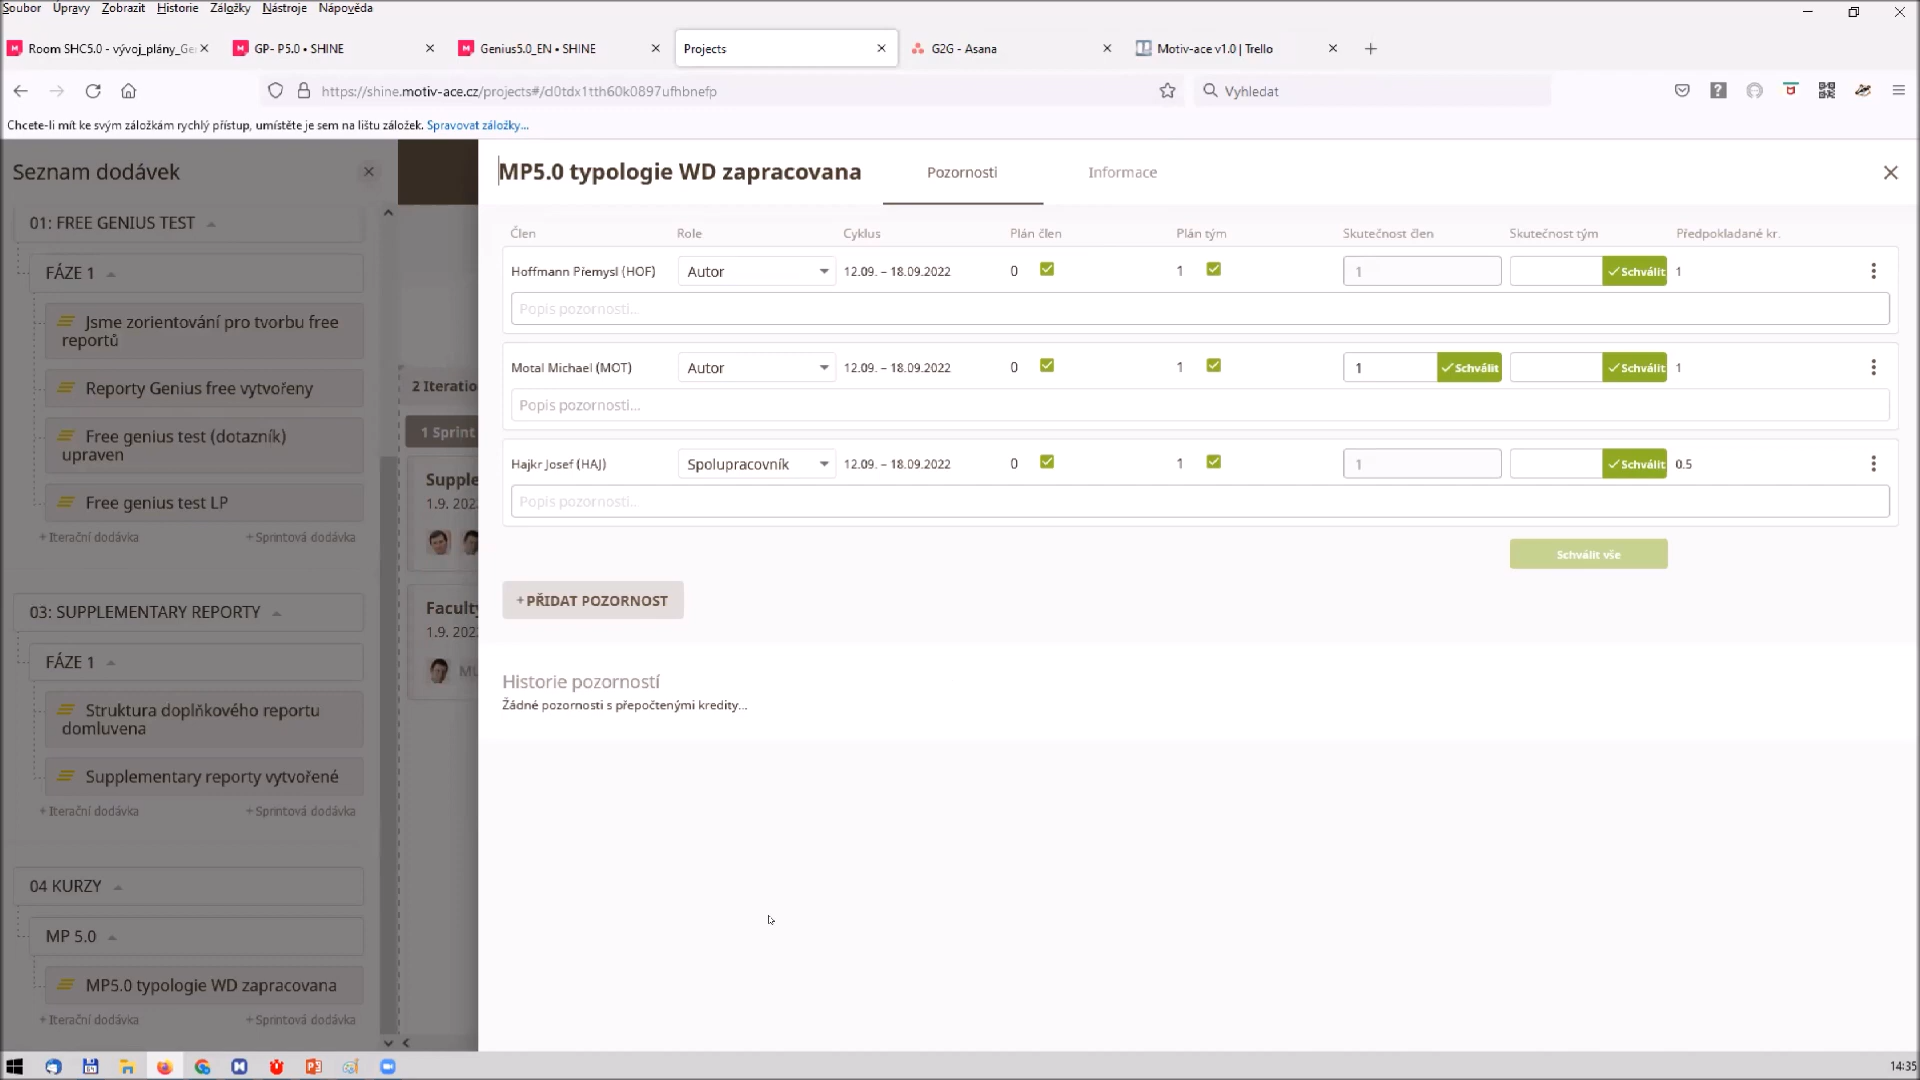 Soubor Úpravy Zobrazit Historie Záložky Nástroje Nápověda
Room SHC5.0 - vývoj_plány_Ge
GP- P5.0 • SHINE
Genius5.0_EN • SHINE
Projects
G2G - Asana
Motiv-ace v1.0 | Trello
https://shine.motiv-ace.cz/projects#/d0tdx1tth60k0897ufhbnefp
Vyhledat
Chcete-li mít ke svým záložkám rychlý přístup, umístěte je sem na lištu záložek. Spravovat záložky...
Seznam dodávek
01: FREE GENIUS TEST
FÁZE 1
Jsme zorientování pro tvorbu free
reportů
Reporty Genius free vytvořeny
Free genius test (dotazník)
upraven
Free genius test LP
+ Iterační dodávka + Sprintová dodávka
03: SUPPLEMENTARY REPORTY
FÁZE 1
Struktura doplňkového reportu
domluvena
Supplementary reporty vytvořené
+ Iterační dodávka + Sprintová dodávka
04 KURZY
MP 5.0
MP5.0 typologie WD zapracovana
+ Iterační dodávka + Sprintová dodávka
2 Iteratio
1 Sprint
Supple
1.9. 202
Faculty
1.9. 202
MU
MP5.0 typologie WD zapracovana
Pozornosti
Informace
Člen Role Cyklus Plán člen Plán tým Skutečnost člen Skutečnost tým Předpokládané kr.
Hoffmann Přemysl (HOF) Autor 12.09. – 18.09.2022 0 1 1 Schválit 1
Popis pozornosti...
Motal Michael (MOT) Autor 12.09. – 18.09.2022 0 1 1 Schválit Schválit 1
Popis pozornosti...
Hajkr Josef (HAJ) Spolupracovník 12.09. – 18.09.2022 0 1 1 Schválit 0.5
Popis pozornosti...
Schválit vše
+ PŘIDAT POZORNOST
Historie pozorností
Žádné pozornosti s přepočtenými kredity...
14:35